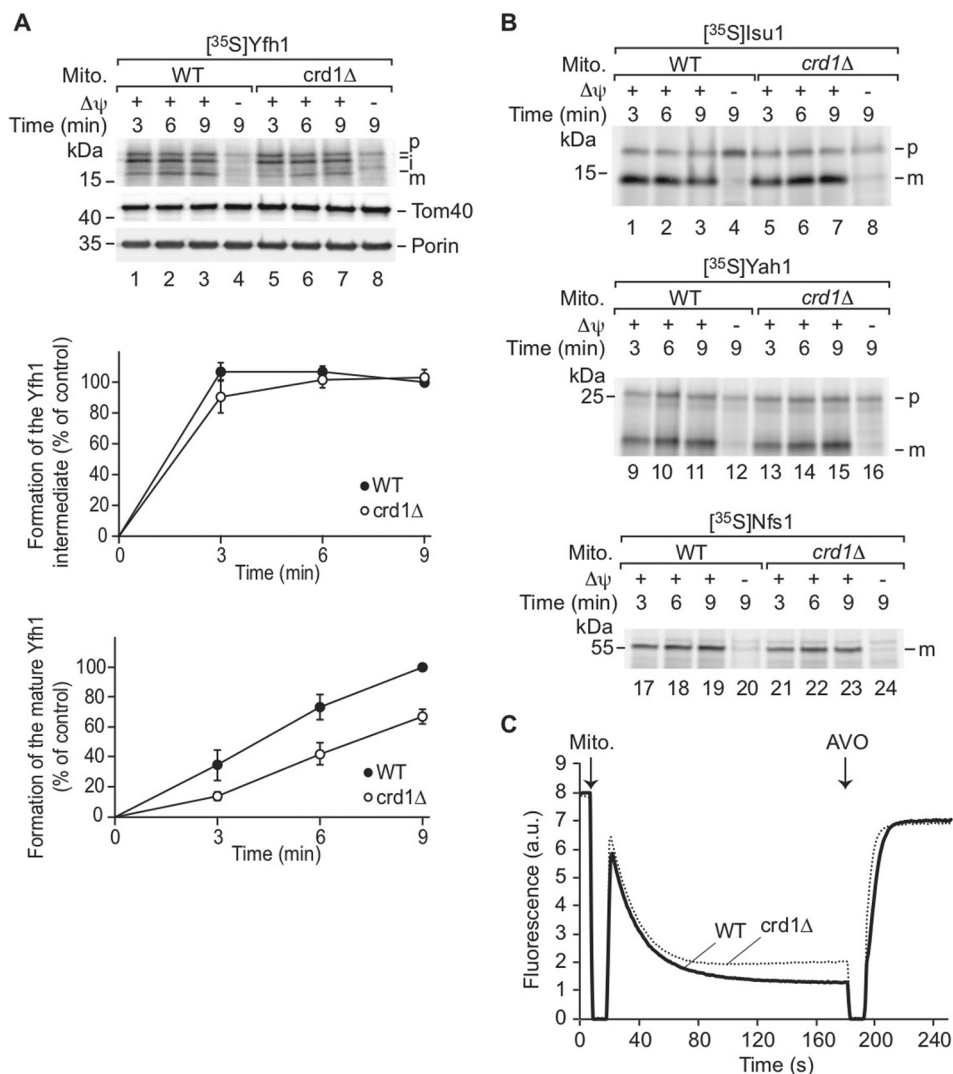 A
[³⁵S]Yfh1
Mito. WT crd1Δ
Δψ + + + - + + + -
Time (min) 3 6 9 9 3 6 9 9
kDa
p
i
15
m
40
Tom40
35
Porin
1 2 3 4 5 6 7 8
Formation of the Yfh1
intermediate (% of control)
100
80
60
40
20
0
WT
crd1Δ
0 3 6 9
Time (min)
Formation of the mature Yfh1
(% of control)
100
80
60
40
20
0
WT
crd1Δ
0 3 6 9
Time (min)
B
[³⁵S]Isu1
Mito. WT crd1Δ
Δψ + + + - + + + -
Time (min) 3 6 9 9 3 6 9 9
kDa
p
15
m
1 2 3 4 5 6 7 8
[³⁵S]Yah1
Mito. WT crd1Δ
Δψ + + + - + + + -
Time (min) 3 6 9 9 3 6 9 9
kDa
25
p
m
9 10 11 12 13 14 15 16
[³⁵S]Nfs1
Mito. WT crd1Δ
Δψ + + + - + + + -
Time (min) 3 6 9 9 3 6 9 9
kDa
55
m
17 18 19 20 21 22 23 24
C
Mito. AVO
Fluorescence (a.u.)
8
7
6
5
4
3
2
1
0
WT crd1Δ
0 40 80 120 160 200 240
Time (s)